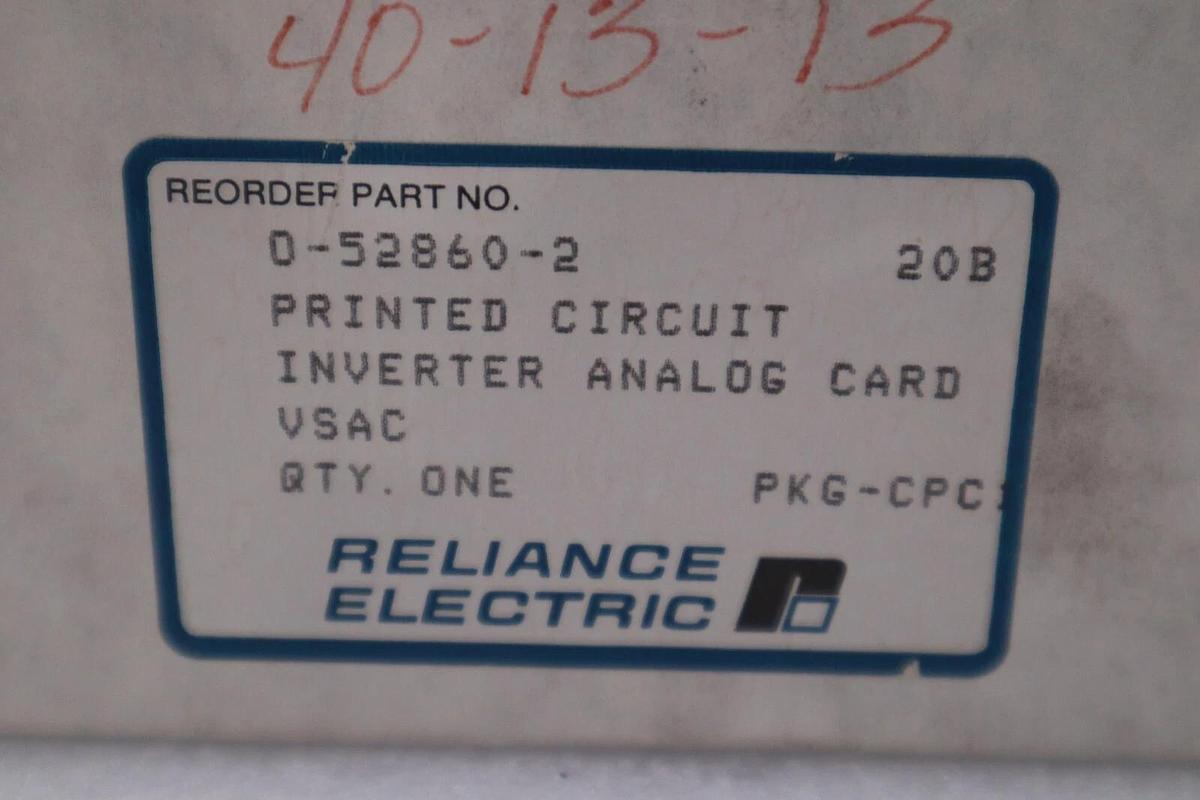 40-13-13
REORDER PART NO.
0-52860-2 20B
PRINTED CIRCUIT
INVERTER ANALOG CARD
VSAC
QTY. ONE PKG-CPC
RELIANCE
ELECTRIC